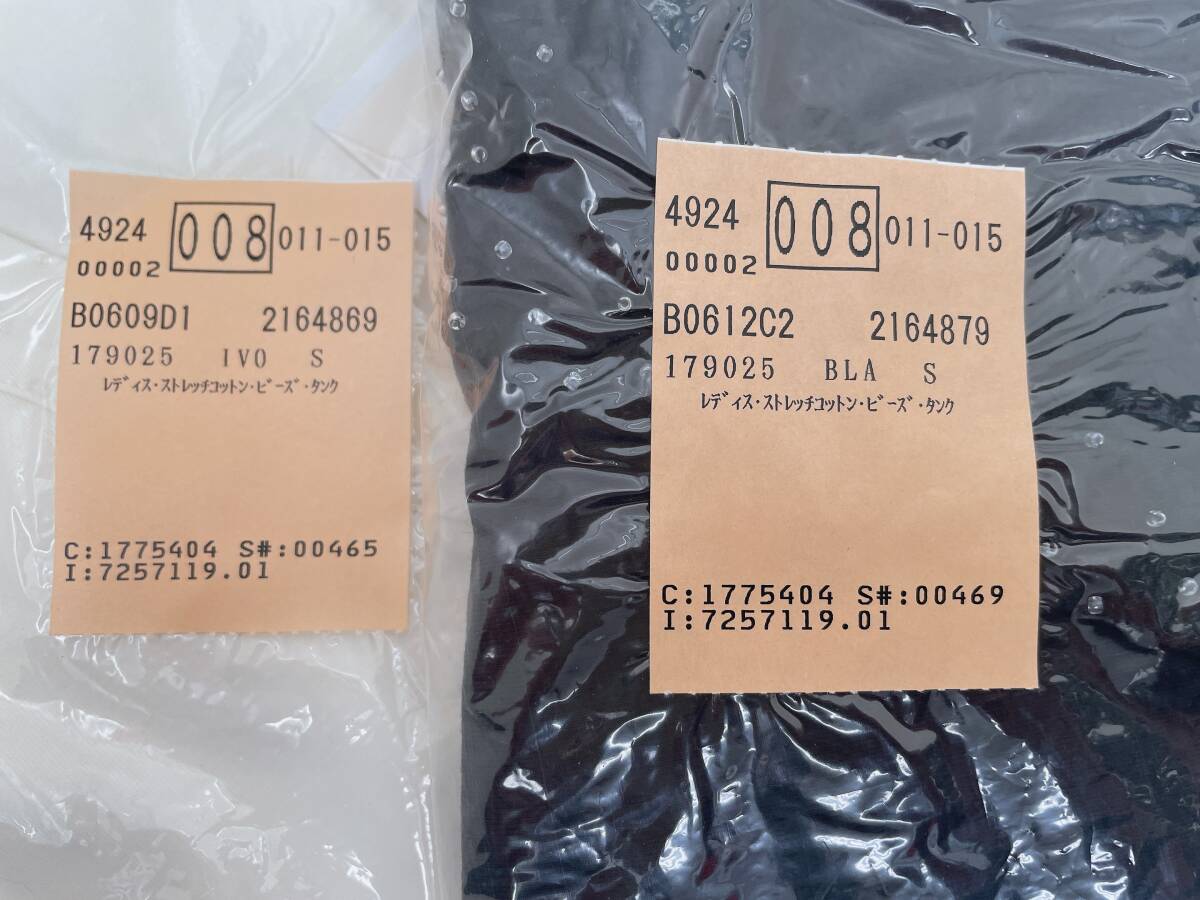 4924 008 011-015
00002
B0609D1 2164869
179025 IVO S
ﾚﾃﾞｨｽ・ｽﾄﾚｯﾁｺｯﾄﾝ・ﾋﾞｰｽﾞ・ﾀﾝｸ
C:1775404 S#:00465
I:7257119.01
4924 008 011-015
00002
B0612C2 2164879
179025 BLA S
ﾚﾃﾞｨｽ・ｽﾄﾚｯﾁｺｯﾄﾝ・ﾋﾞｰｽﾞ・ﾀﾝｸ
C:1775404 S#:00469
I:7257119.01